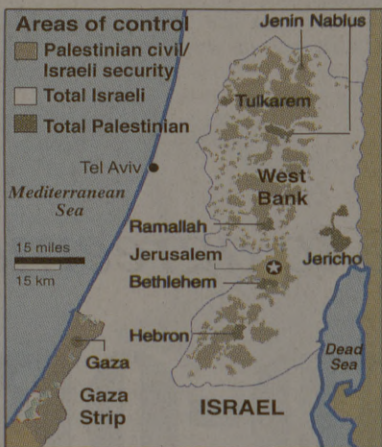 Areas of control
Palestinian civil/
Israeli security
Total Israeli
Total Palestinian
Jenin Nablus
Tulkarem
Tel Aviv
West
Bank
Mediterranean
Sea
Ramallah
15 miles
15 km
Jerusalem
Jericho
Bethlehem
Hebron
Dead
Sea
Gaza
Gaza
Strip
ISRAEL